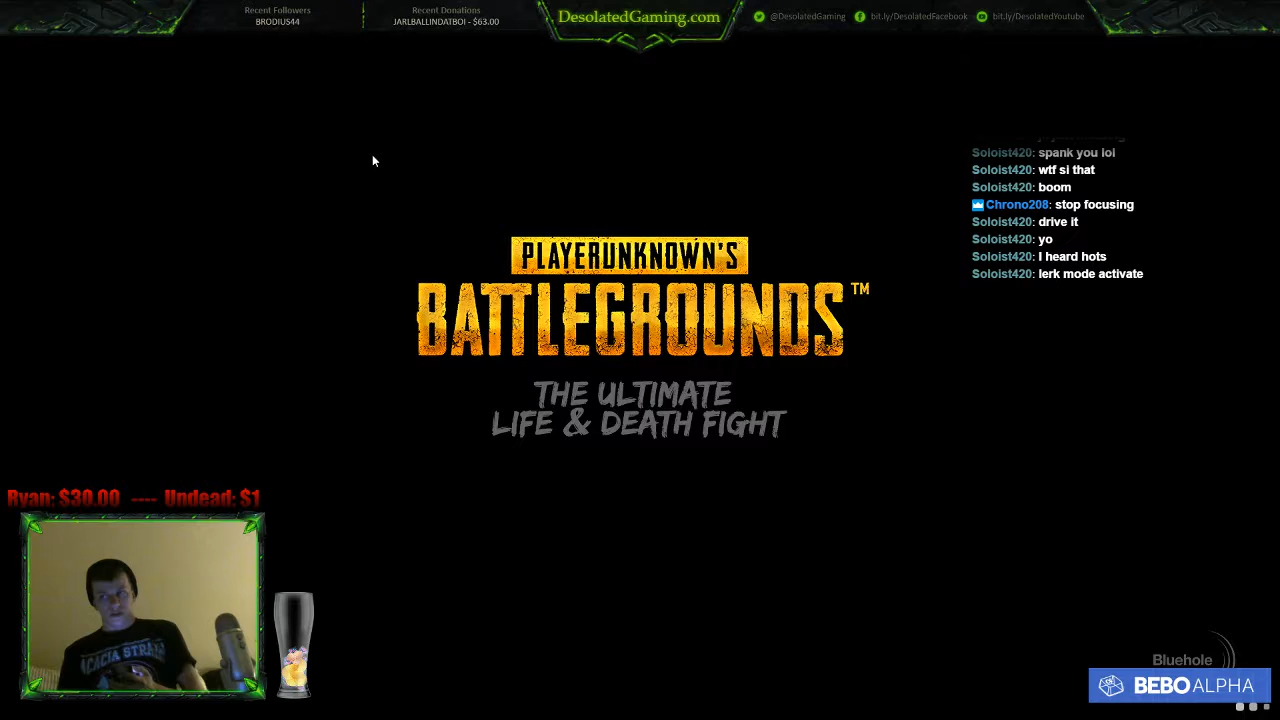 Recent Followers
BRODIUS44
Recent Donations
JARLBALLINDATBOI - $63.00
DesolatedGaming.com
@DesolatedGaming
bit.ly/DesolatedFacebook
bit.ly/DesolatedYoutube
Soloist420: spank you lol
Soloist420: wtf si that
Soloist420: boom
Chrono208: stop focusing
Soloist420: drive it
Soloist420: yo
Soloist420: I heard hots
Soloist420: lerk mode activate
PLAYERUNKNOWN'S
BATTLEGROUNDS™
THE ULTIMATE
LIFE & DEATH FIGHT
Ryan: $30.00 ---- Undead: $1
ACACIA STRAIN
Bluehole
BEBO ALPHA